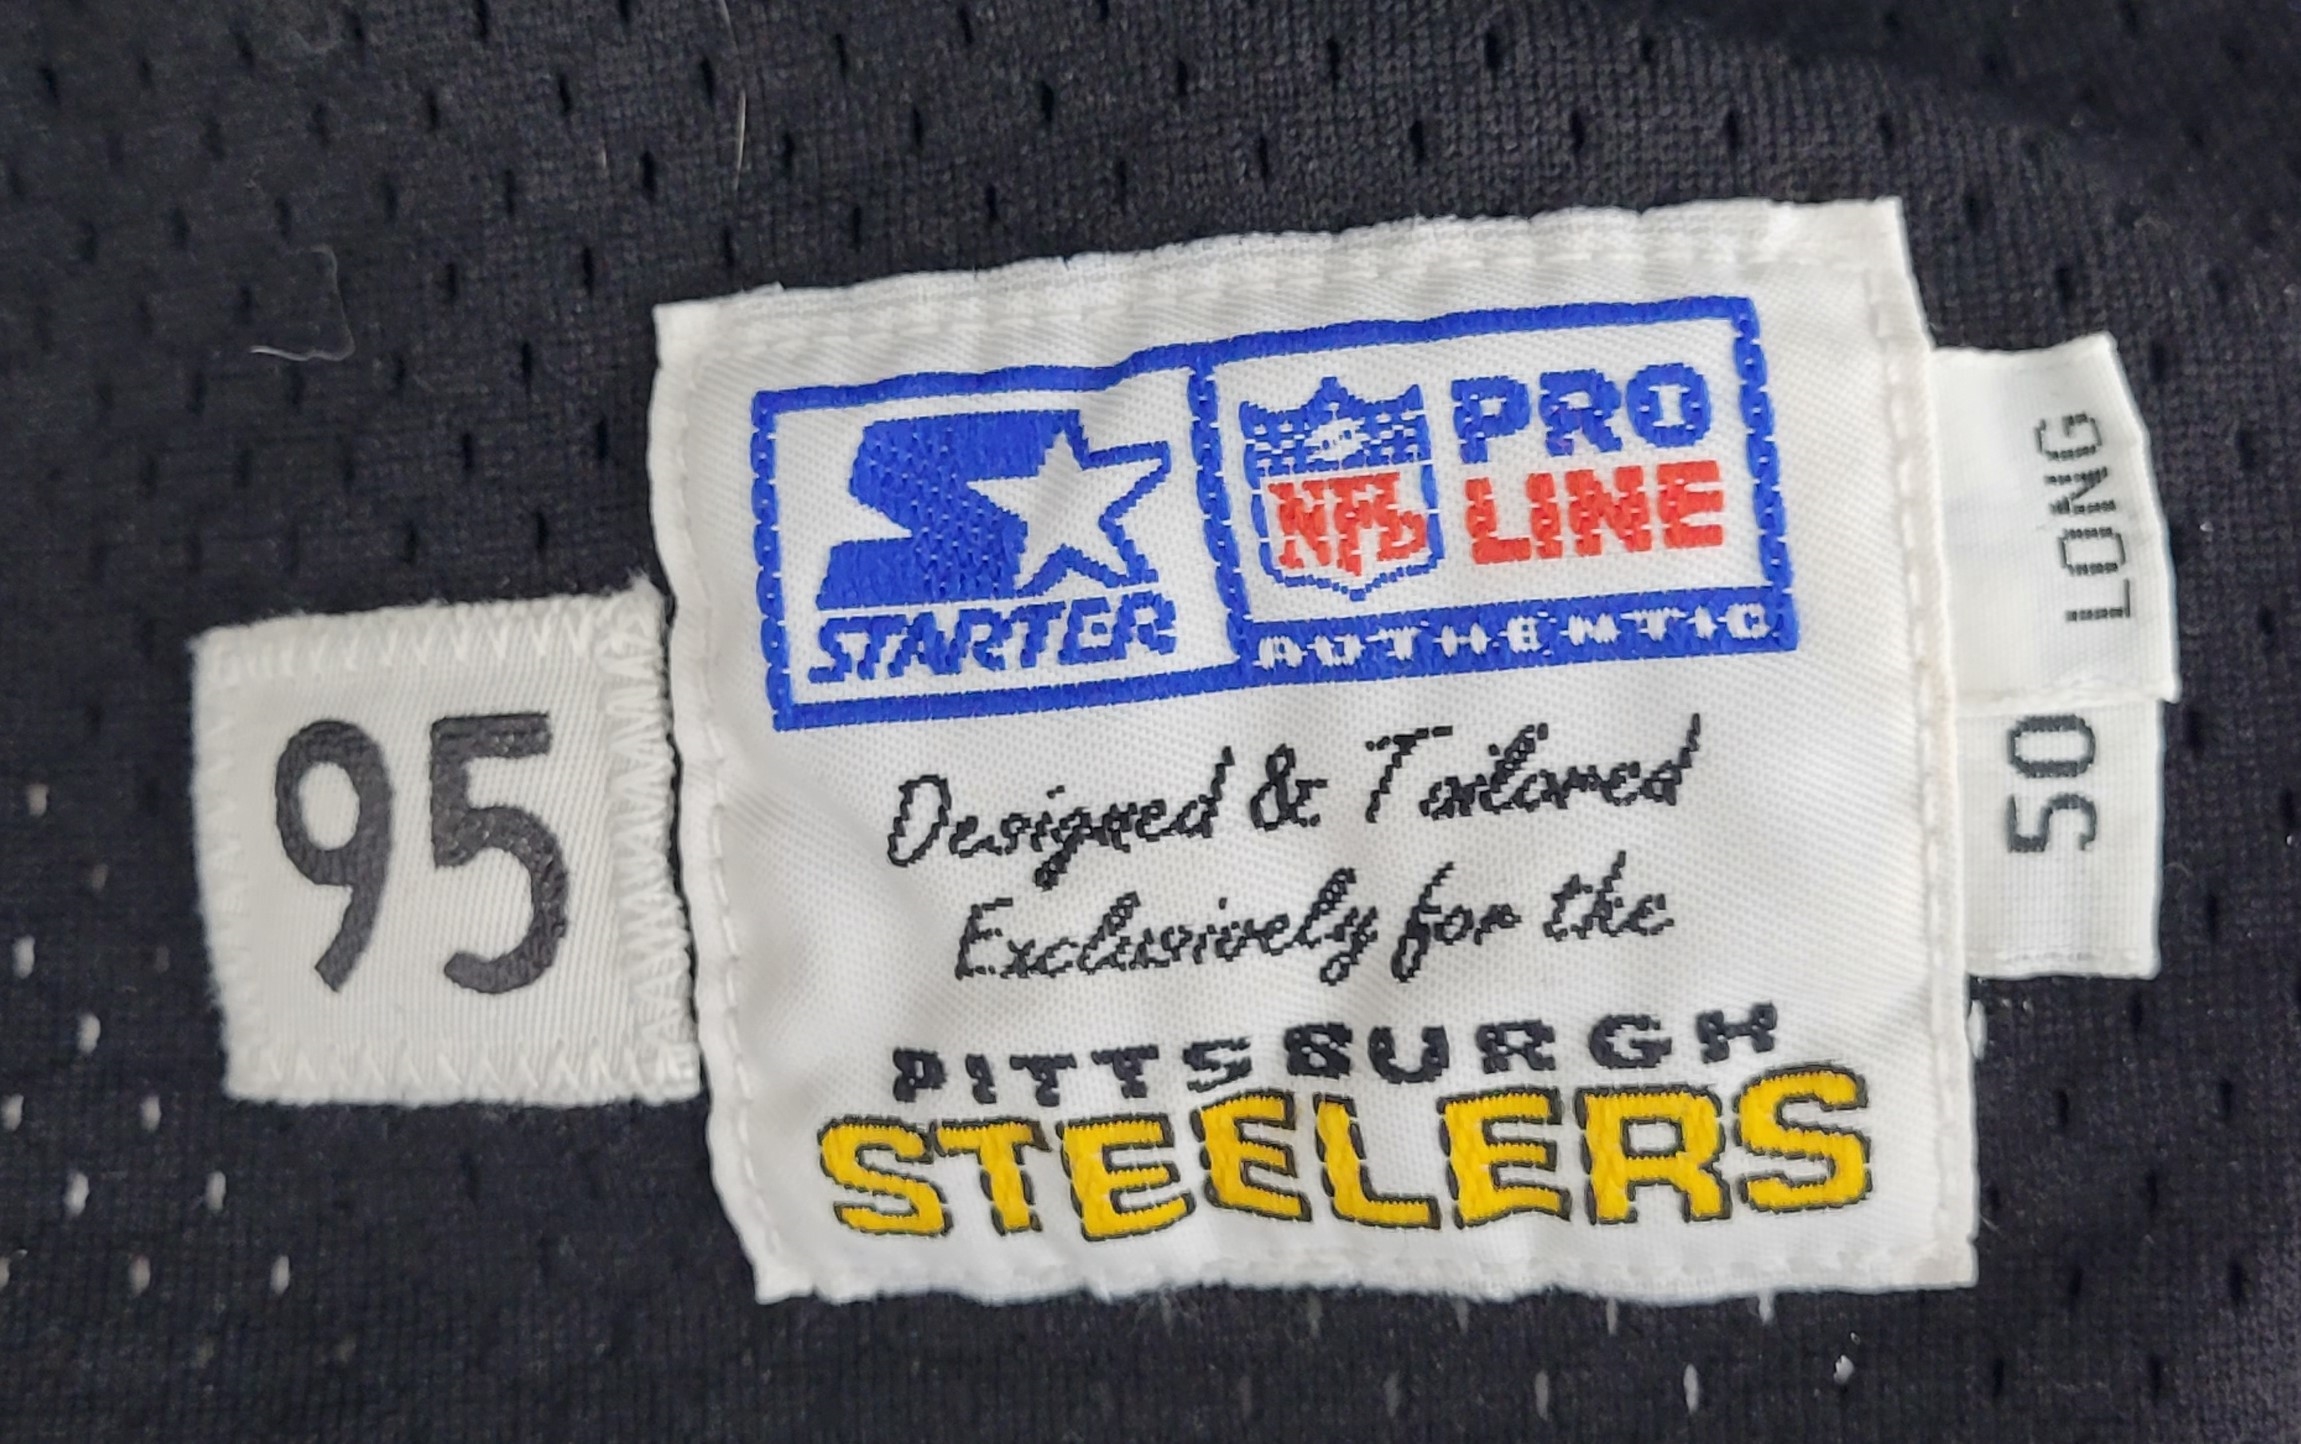 STARTER
NFL
PRO
LINE
AUTHENTIC
95
Designed & Tailored
Exclusively for the
PITTSBURGH
STEELERS
LONG
50